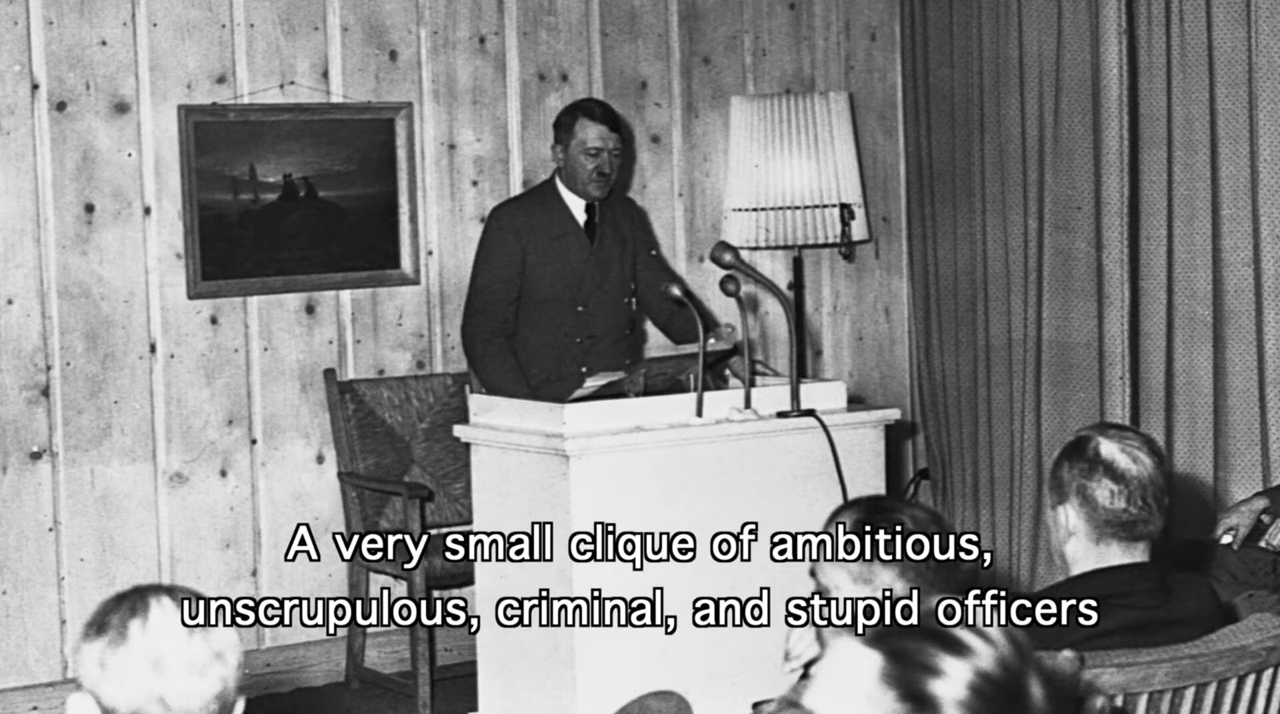 A very small clique of ambitious,
unscrupulous, criminal, and stupid officers